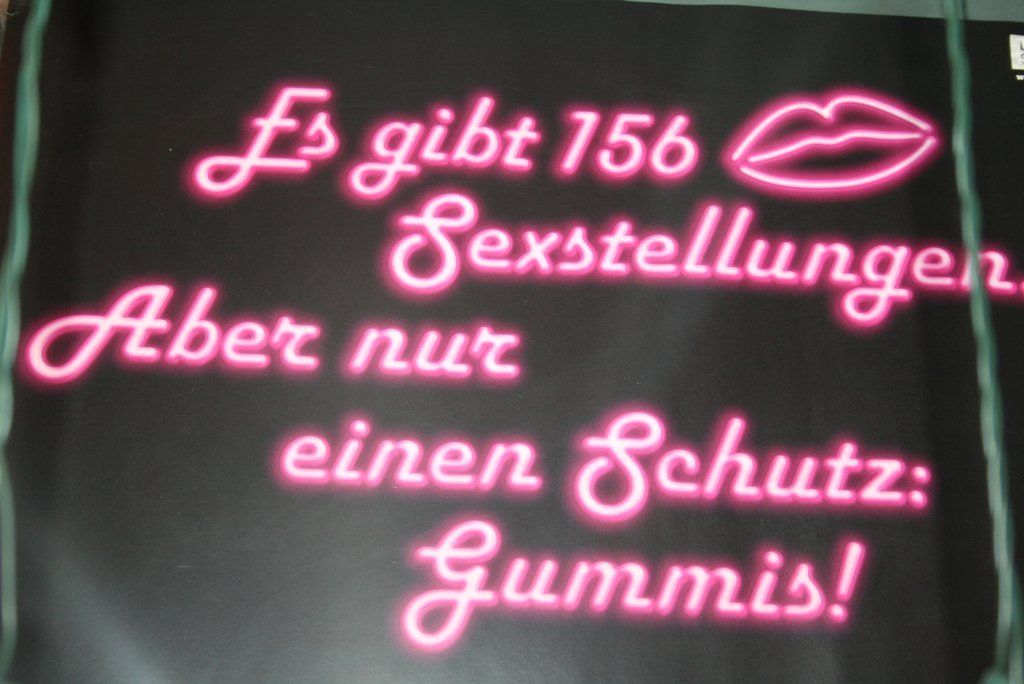 Es gibt 156
Sexstellungen.
Aber nur
einen Schutz:
Gummis!